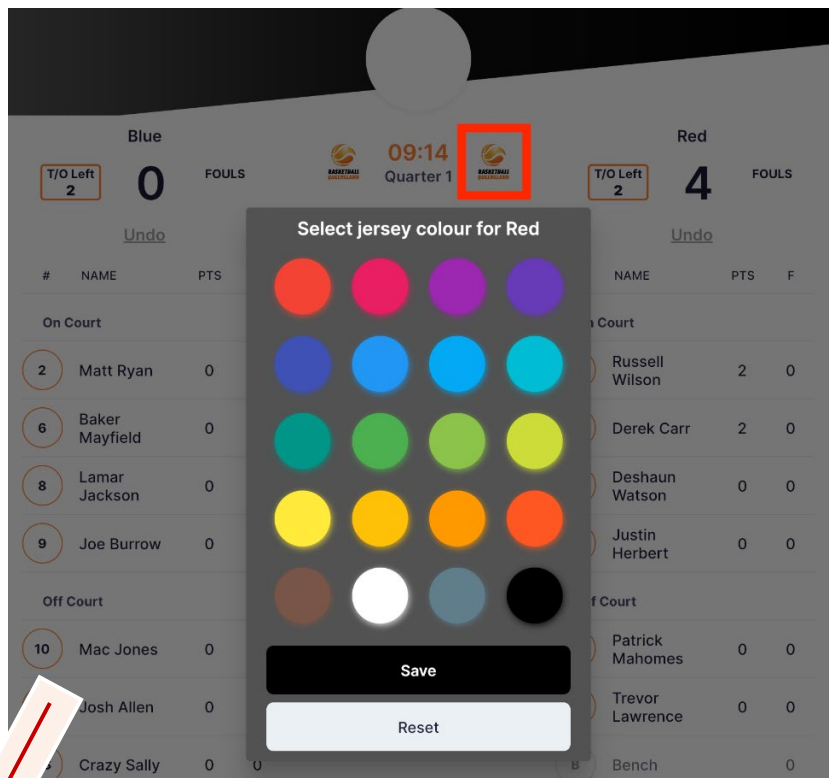 Blue
Red
T/O Left
2
0
FOULS
BASKETBALL
QUEENSLAND
09:14
Quarter 1
BASKETBALL
QUEENSLAND
T/O Left
2
4
FOULS
Undo
Undo
Select jersey colour for Red
# NAME PTS
NAME PTS F
On Court
Court
2 Matt Ryan 0
Russell
Wilson 2 0
6 Baker
Mayfield 0
Derek Carr 2 0
8 Lamar
Jackson 0
Deshaun
Watson 0 0
9 Joe Burrow 0
Justin
Herbert 0 0
Off Court
f Court
10 Mac Jones 0
Patrick
Mahomes 0 0
Save
Josh Allen 0
Trevor
Lawrence 0 0
Reset
Crazy Sally 0 0
B Bench 0